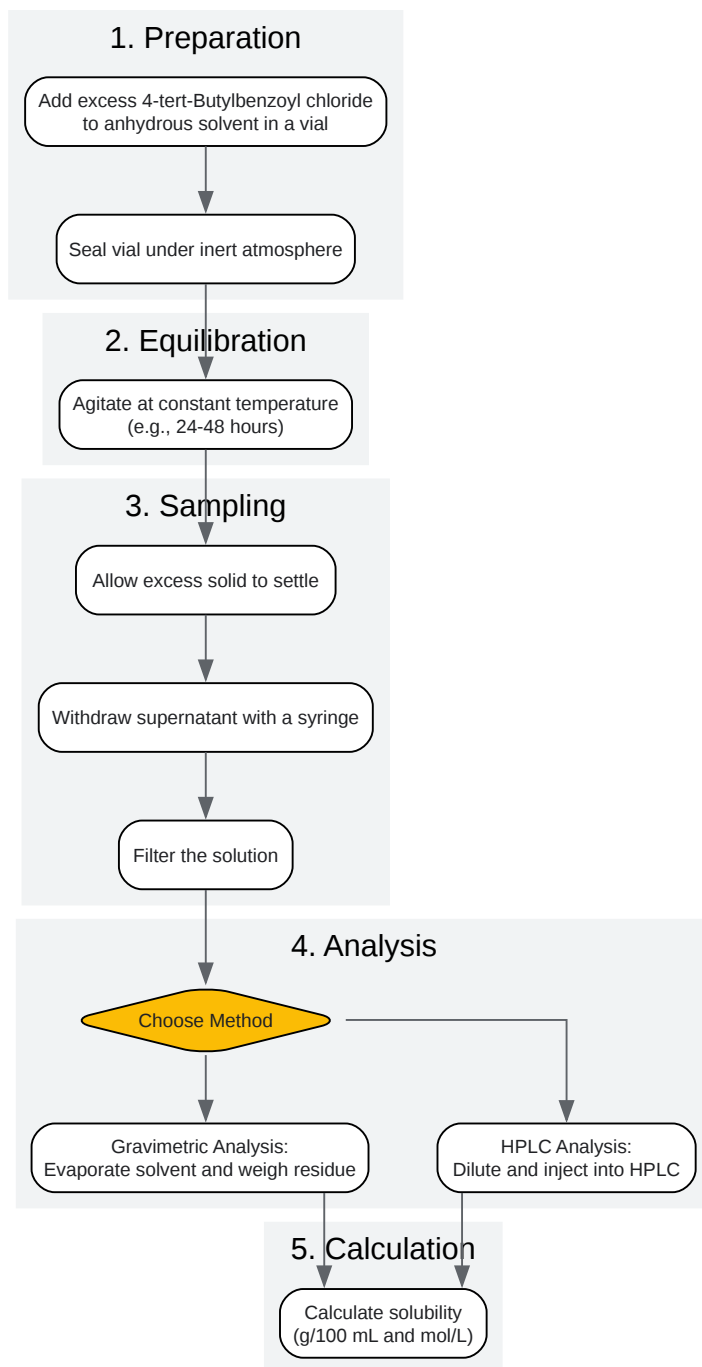 1. Preparation
Add excess 4-tert-Butylbenzoyl chloride
to anhydrous solvent in a vial
Seal vial under inert atmosphere
2. Equilibration
Agitate at constant temperature
(e.g., 24-48 hours)
3. Sampling
Allow excess solid to settle
Withdraw supernatant with a syringe
Filter the solution
4. Analysis
Choose Method
Gravimetric Analysis:
Evaporate solvent and weigh residue
HPLC Analysis:
Dilute and inject into HPLC
5. Calculation
Calculate solubility
(g/100 mL and mol/L)